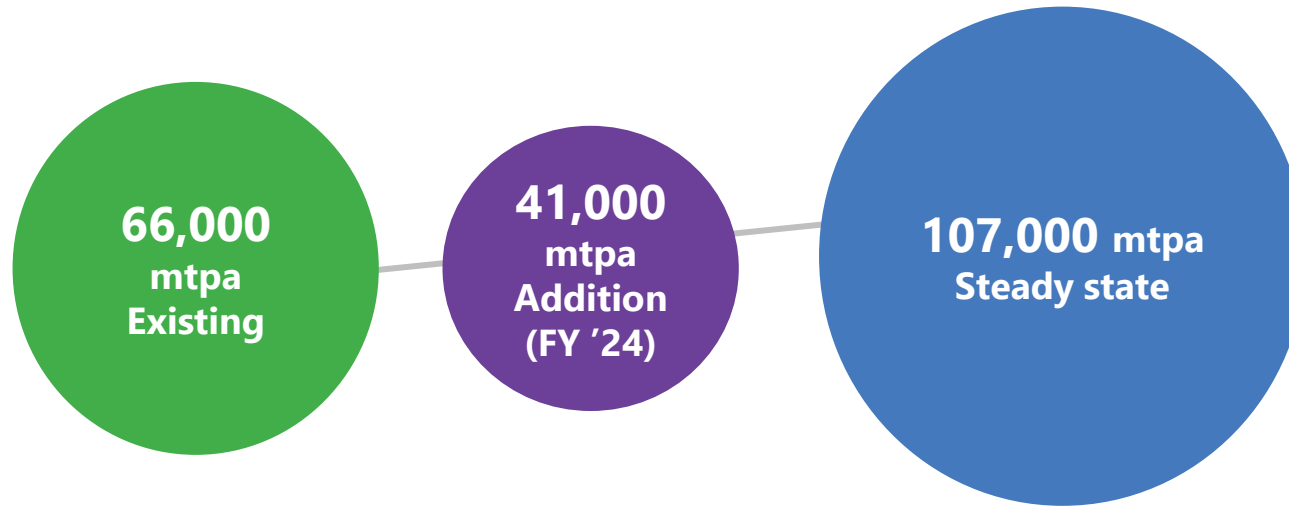 66,000
mtpa
Existing
41,000
mtpa
Addition
(FY ’24)
107,000 mtpa
Steady state